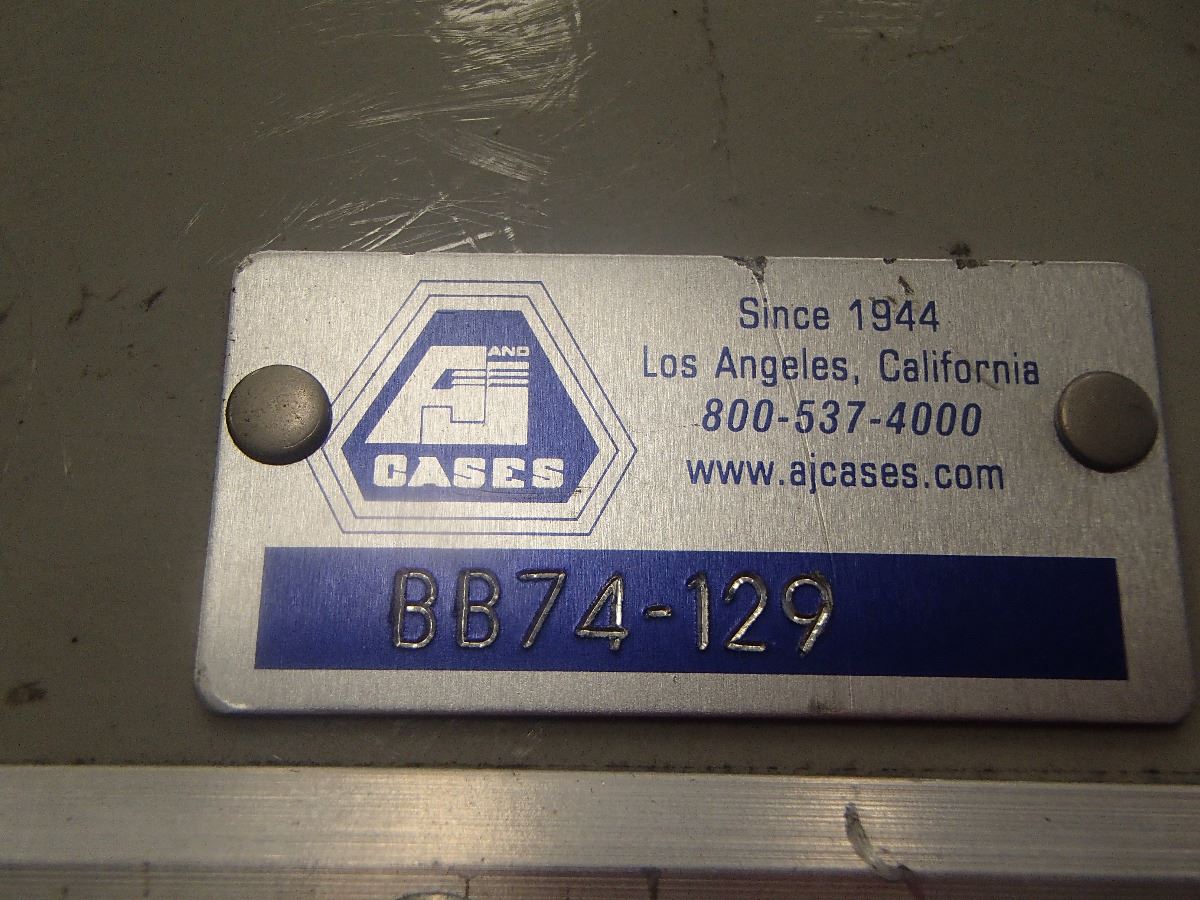 A AND J
CASES
Since 1944
Los Angeles, California
800-537-4000
www.ajcases.com
BB74-129